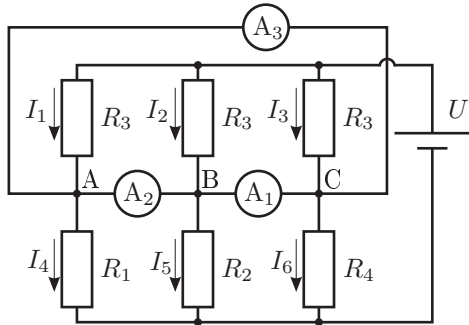 A₃
I₁ R₃ I₂ R₃ I₃ R₃ U
A A₂ B A₁ C
I₄ R₁ I₅ R₂ I₆ R₄